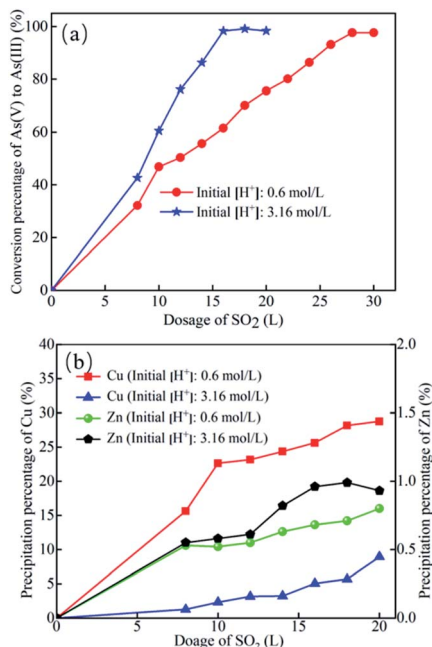 (a)
Conversion percentage of As(V) to As(III) (%)
100
80
60
40
20
0
Initial [H⁺]: 0.6 mol/L
Initial [H⁺]: 3.16 mol/L
0 5 10 15 20 25 30
Dosage of SO₂ (L)
(b)
Precipitation percentage of Cu (%)
40
35
30
25
20
15
10
5
0
Cu (Initial [H⁺]: 0.6 mol/L)
Cu (Initial [H⁺]: 3.16 mol/L)
Zn (Initial [H⁺]: 0.6 mol/L)
Zn (Initial [H⁺]: 3.16 mol/L)
2.0
1.5
1.0
0.5
0.0
Precipitation percentage of Zn (%)
0 5 10 15 20
Doage of SO₂ (L)